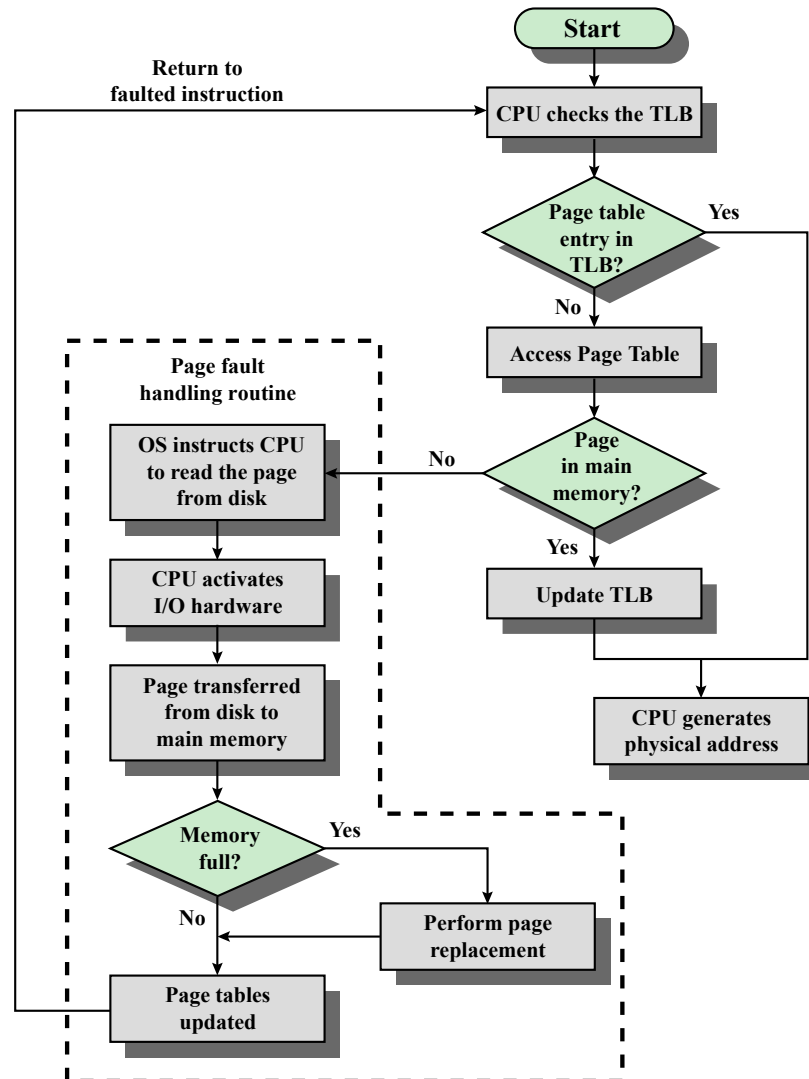 Start
Return to
faulted instruction
CPU checks the TLB
Page table
entry in
TLB?
Yes
No
Access Page Table
Page fault
handling routine
OS instructs CPU
to read the page
from disk
No
Page
in main
memory?
Yes
CPU activates
I/O hardware
Update TLB
Page transferred
from disk to
main memory
CPU generates
physical address
Memory
full?
Yes
No
Perform page
replacement
Page tables
updated